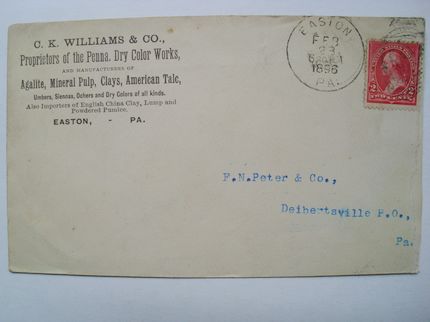 C. K. WILLIAMS & CO.,
Proprietors of the Penna. Dry Color Works,
AND MANUFACTURERS OF
Agalite, Mineral Pulp, Clays, American Talc,
Umbers, Siennas, Ochers and Dry Colors of all kinds.
Also Importers of English China Clay, Lump and
Powdered Pumice.
EASTON, - PA.
EASTON
FEB
1896
PA.
2 2
F.N.Peter & Co.,
Deibertsville P.O.,
Pa.